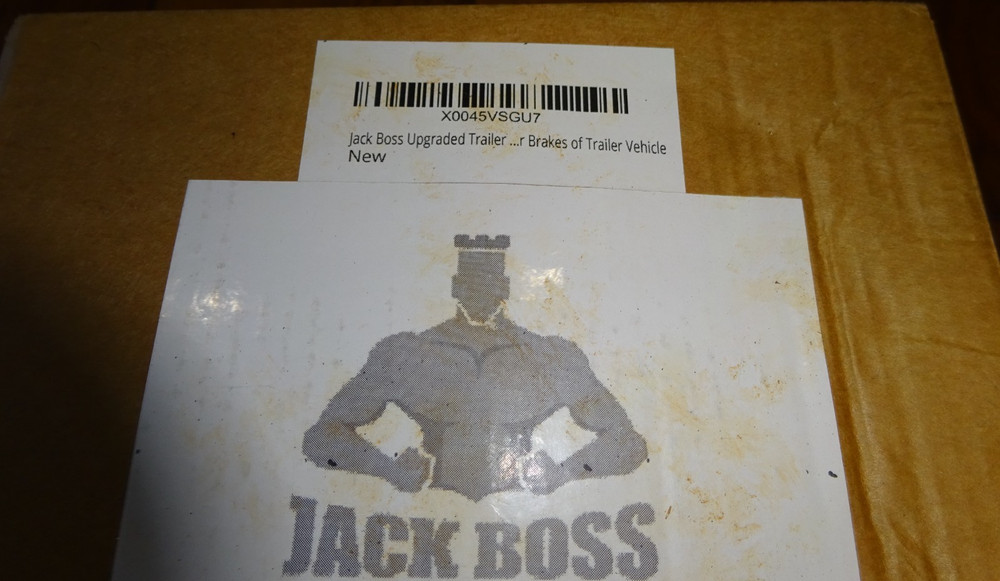 X0045VSGU7
Jack Boss Upgraded Trailer ...r Brakes of Trailer Vehicle
New
JACK BOSS